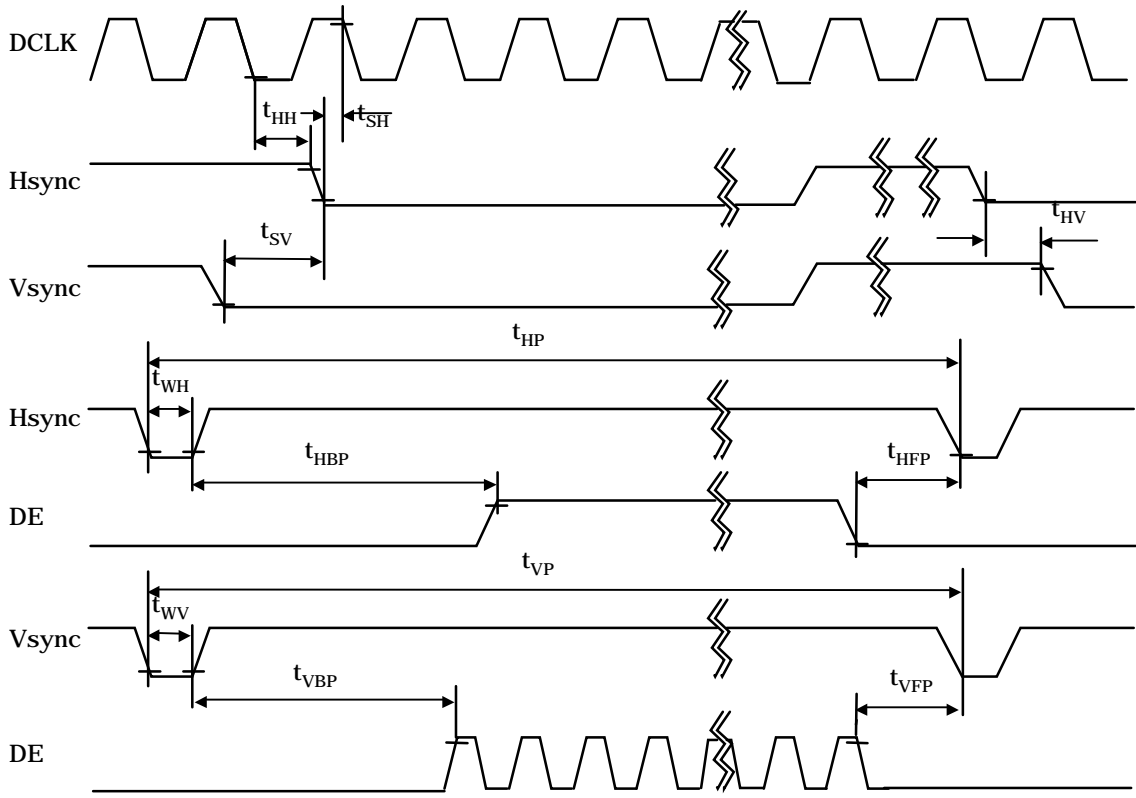 DCLK
tHH
tSH
Hsync
tHV
tSV
Vsync
tHP
tWH
Hsync
tHBP
tHFP
DE
tVP
tWV
Vsync
tVBP
tVFP
DE